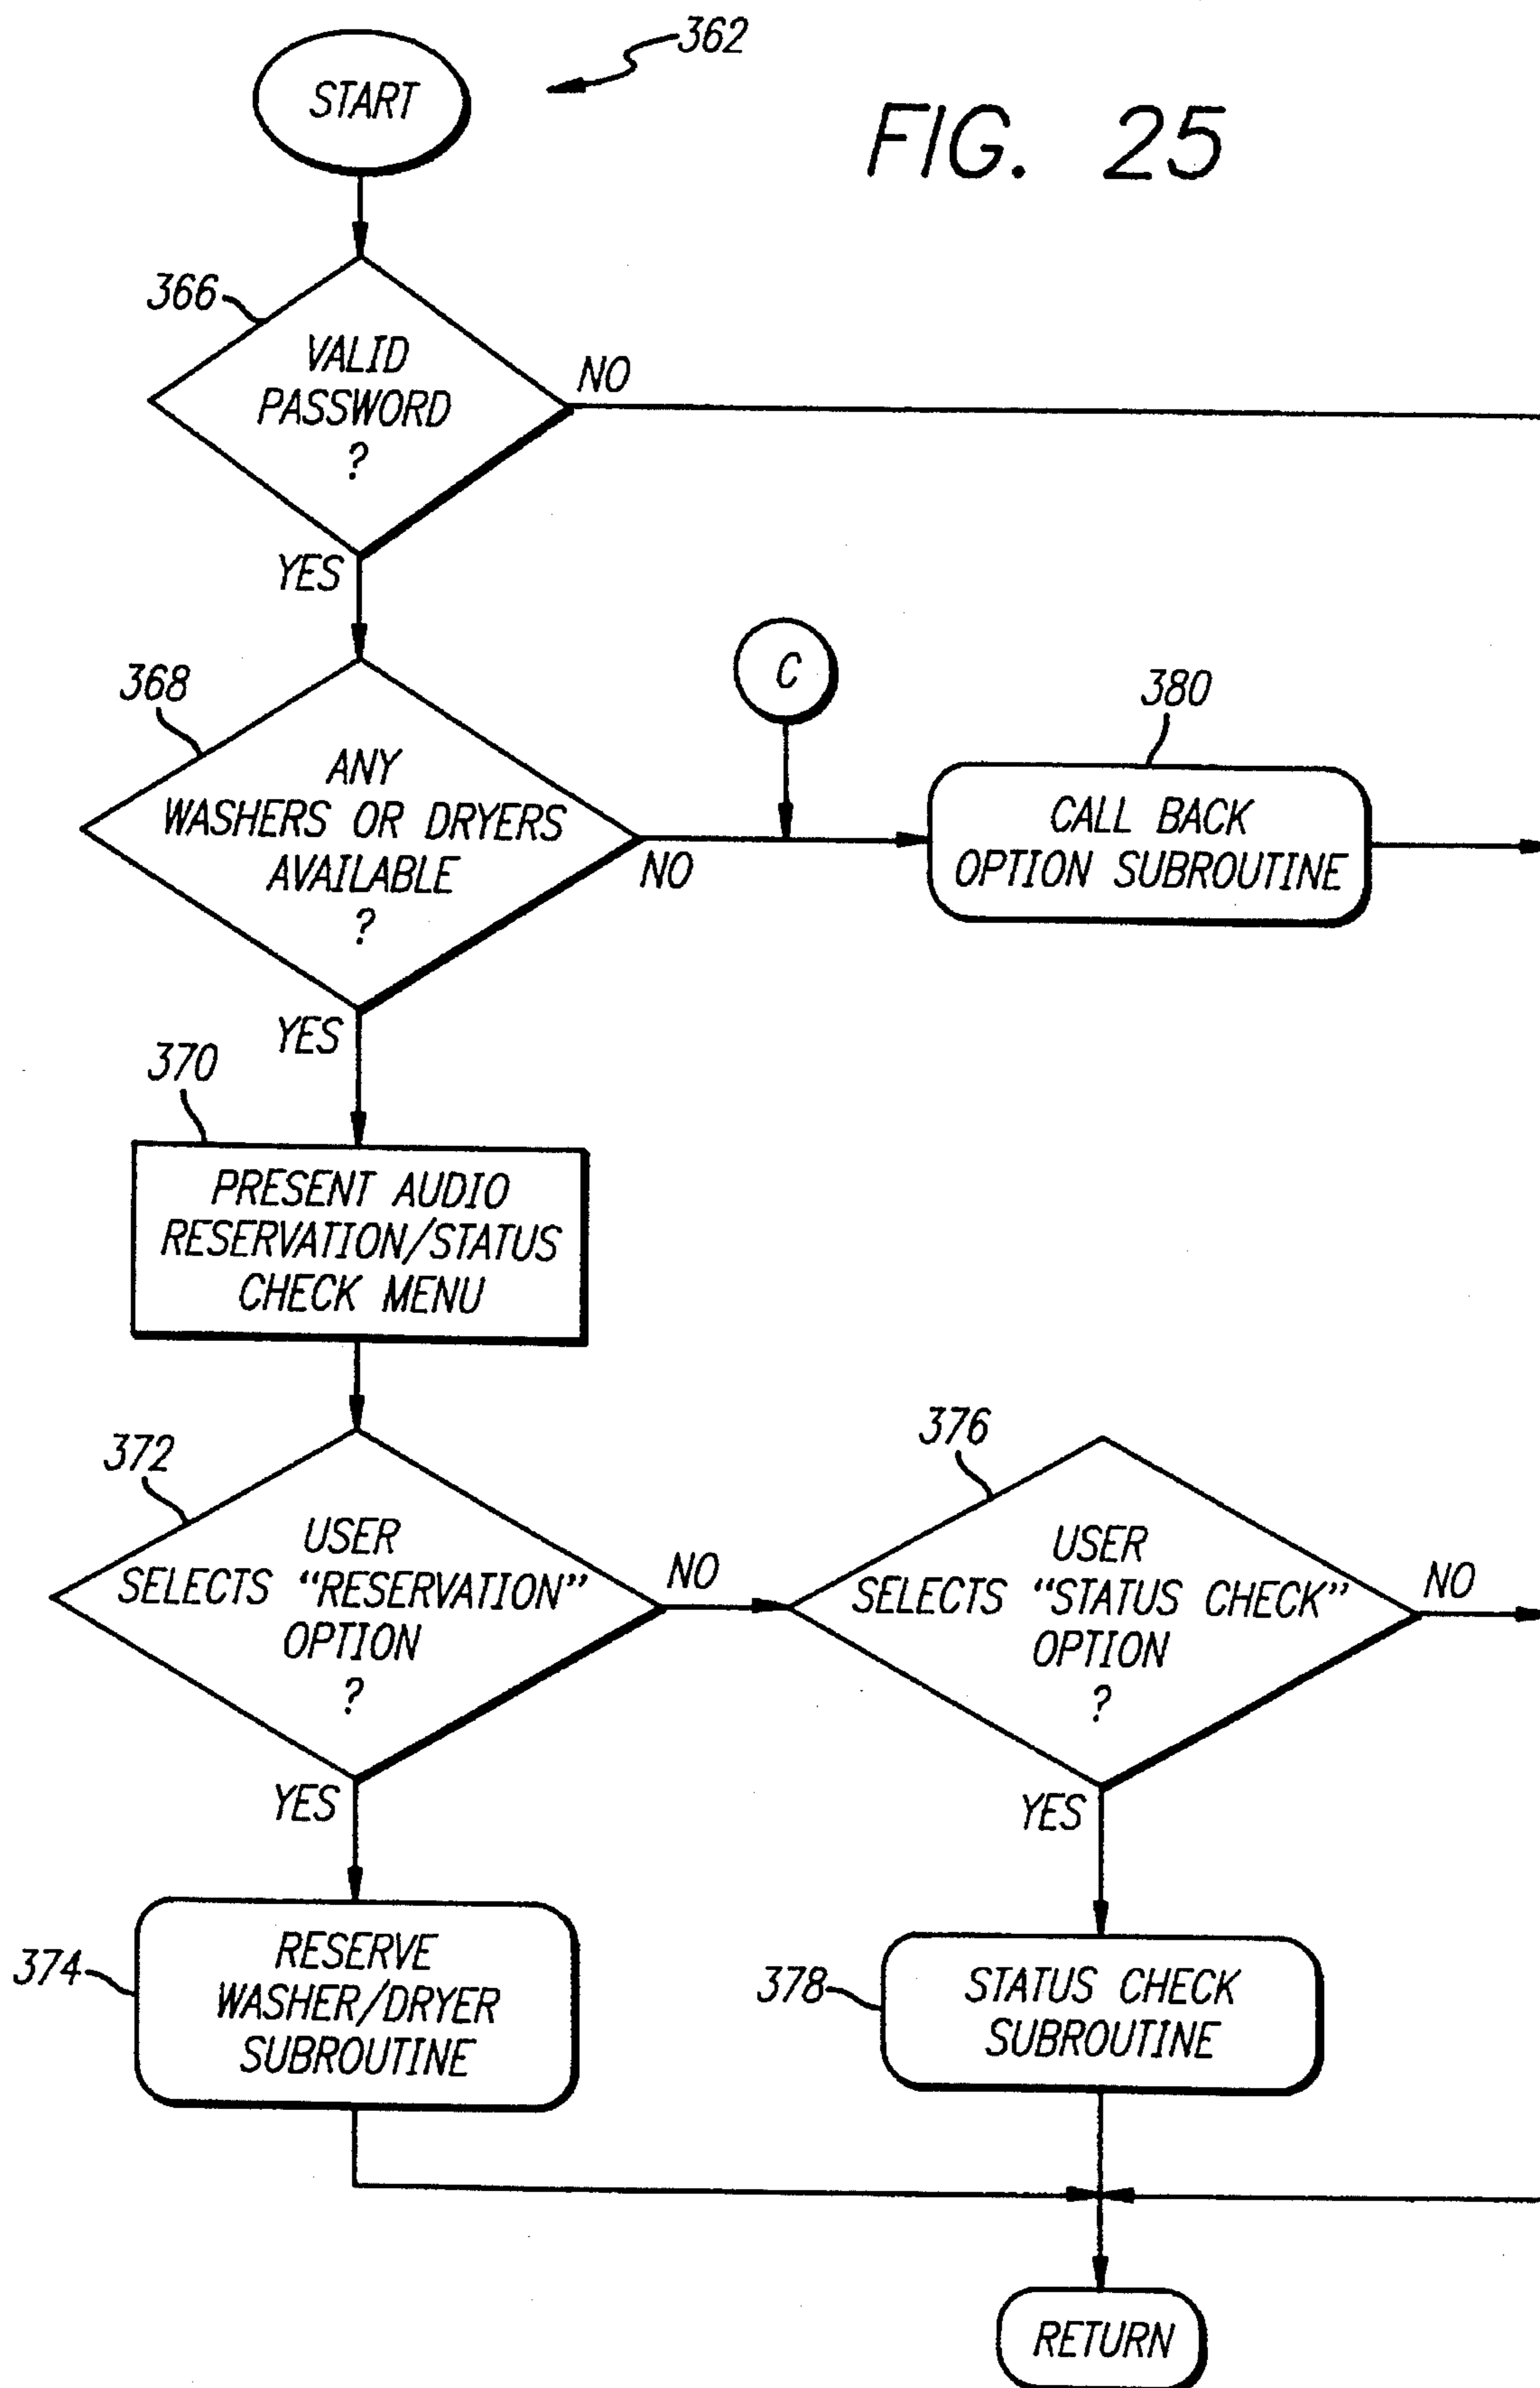 362
START
FIG. 25
366
VALID
PASSWORD
?
NO
YES
368
ANY
WASHERS OR DRYERS
AVAILABLE
?
NO
C
380
CALL BACK
OPTION SUBROUTINE
YES
370
PRESENT AUDIO
RESERVATION/STATUS
CHECK MENU
372
USER
SELECTS "RESERVATION"
OPTION
?
NO
376
USER
SELECTS "STATUS CHECK"
OPTION
?
NO
YES
YES
374
RESERVE
WASHER/DRYER
SUBROUTINE
378
STATUS CHECK
SUBROUTINE
RETURN